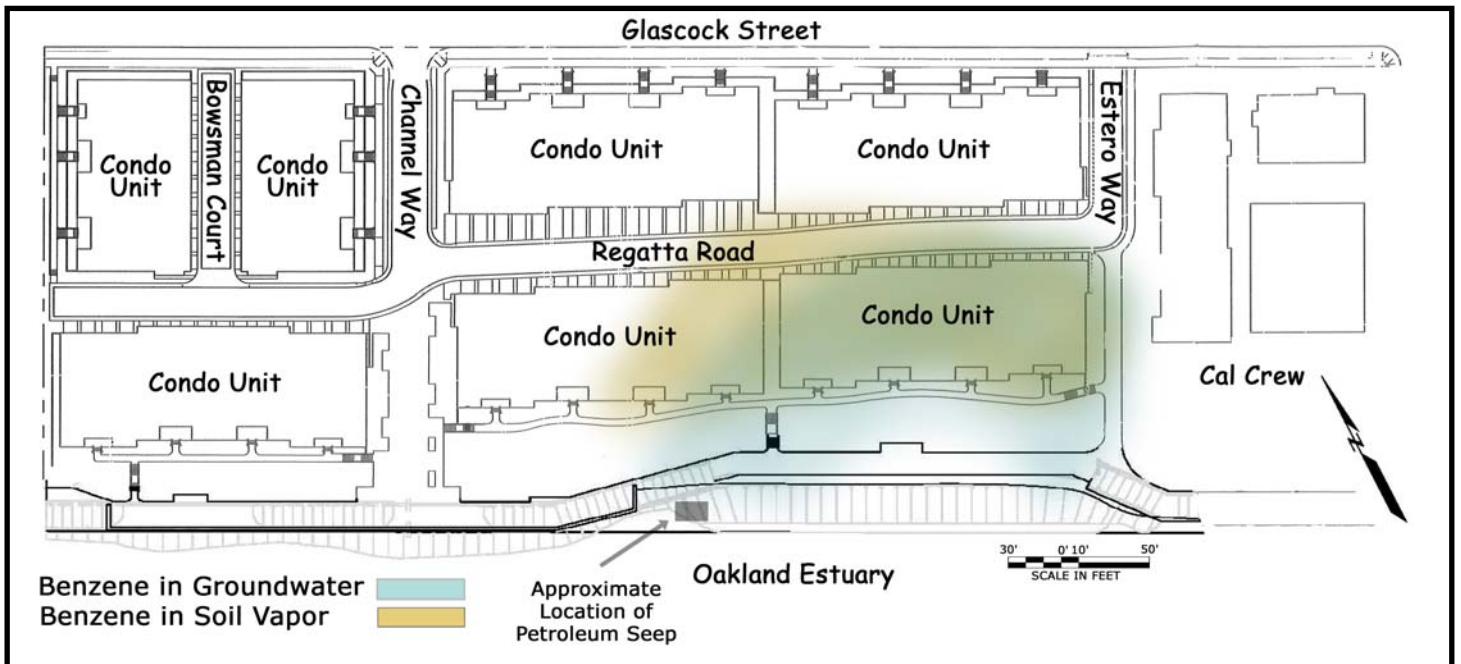 Glascock Street
Bowsman Court
Channel Way
Estero Way
Condo Unit
Condo Unit
Condo
Unit
Condo
Unit
Regatta Road
Condo Unit
Condo Unit
Condo Unit
Cal Crew
Oakland Estuary
30' 0' 10' 50'
SCALE IN FEET
Benzene in Groundwater
Benzene in Soil Vapor
Approximate
Location of
Petroleum Seep